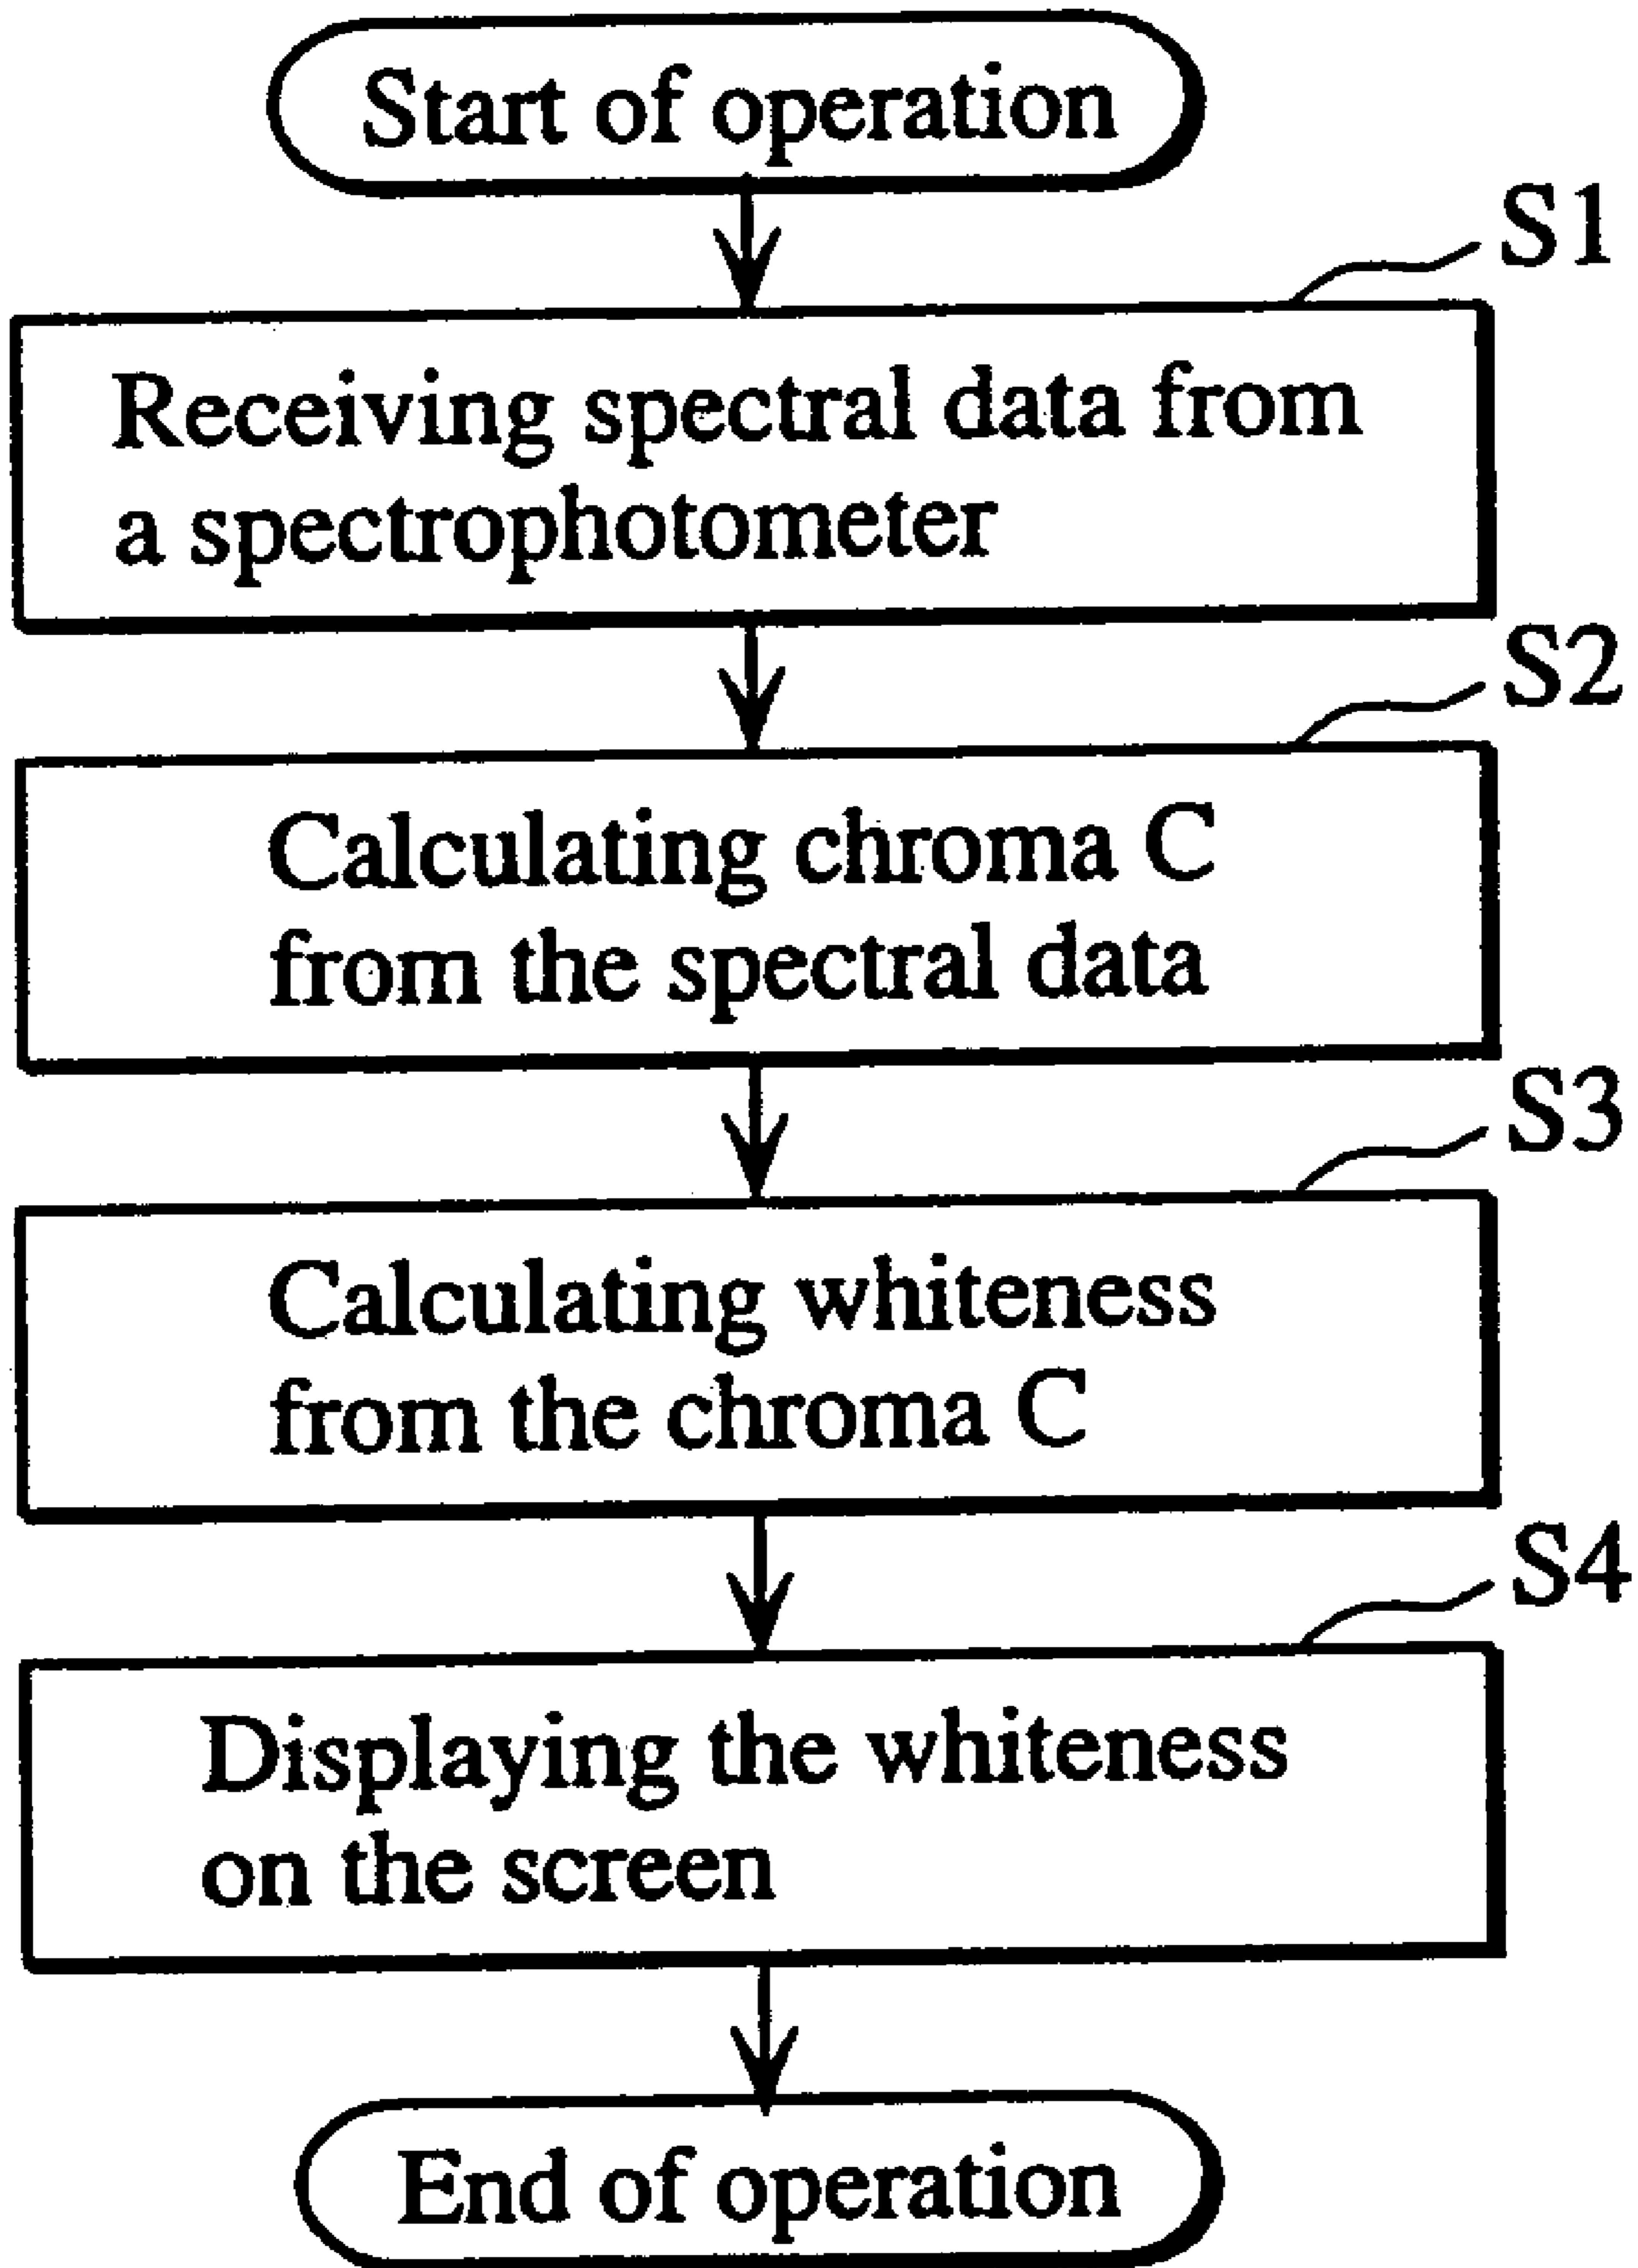 Start of operation
S1
Receiving spectral data from
a spectrophotometer
S2
Calculating chroma C
from the spectral data
S3
Calculating whiteness
from the chroma C
S4
Displaying the whiteness
on the screen
End of operation